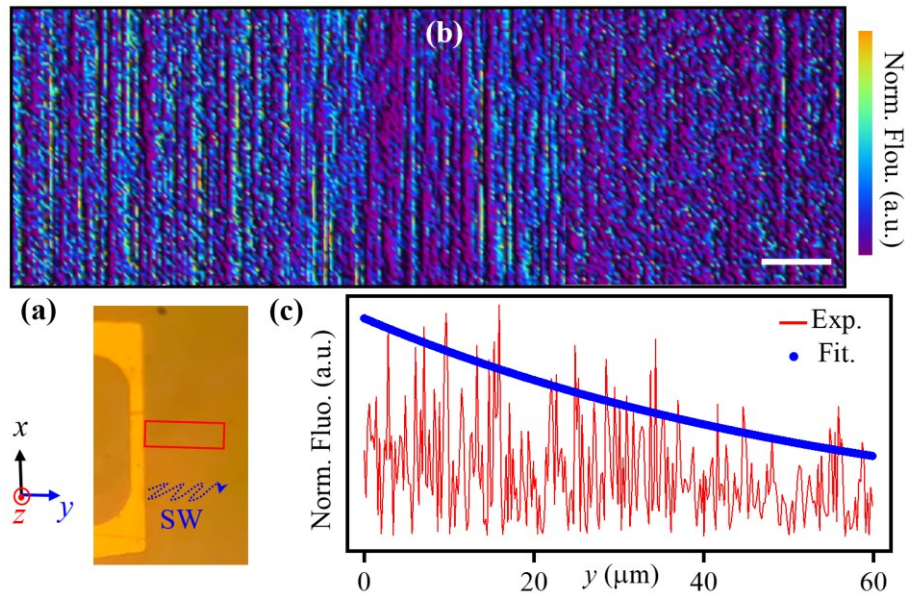 (b)
Norm. Flou. (a.u.)
(a)
x
z
y
SW
(c)
Norm. Fluo. (a.u.)
Exp.
Fit.
0
20
40
60
y (μm)